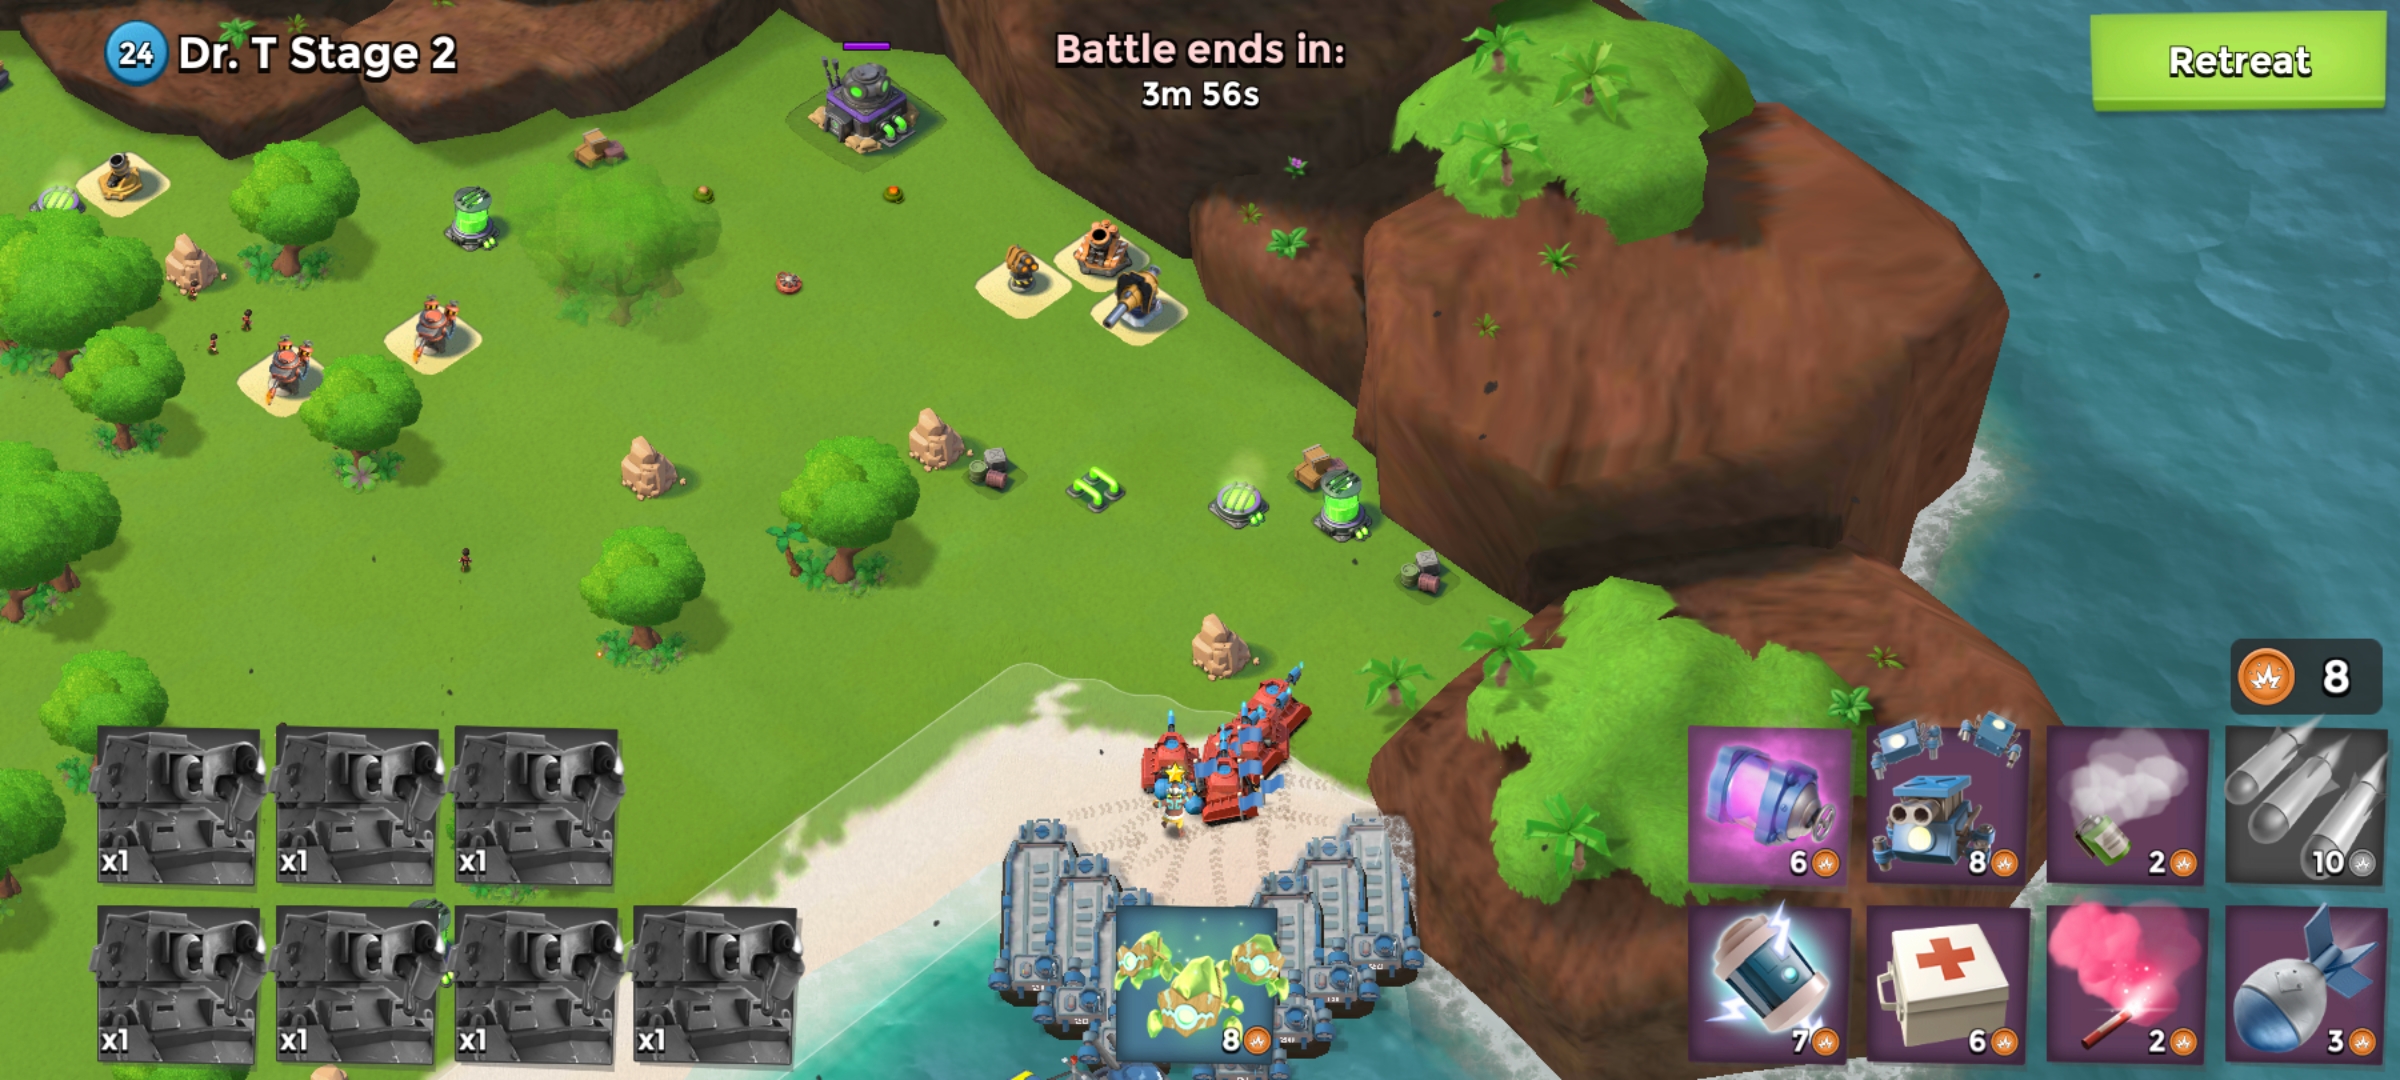 24 Dr. T Stage 2
Battle ends in:
3m 56s
Retreat
8
x1 x1 x1
6 8 2 10
x1 x1 x1 x1
8
7 6 2 3